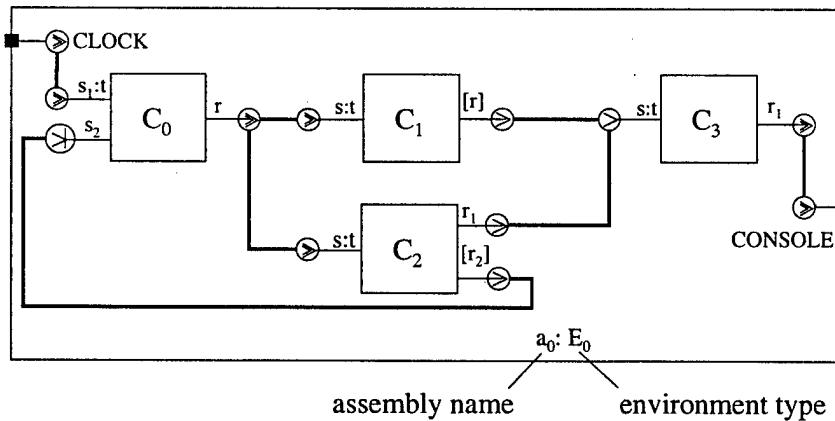 CLOCK
s₁:t
s₂
C₀
r
s:t
C₁
[r]
s:t
C₃
r₁
s:t
C₂
r₁
[r₂]
CONSOLE
a₀: E₀
assembly name
environment type